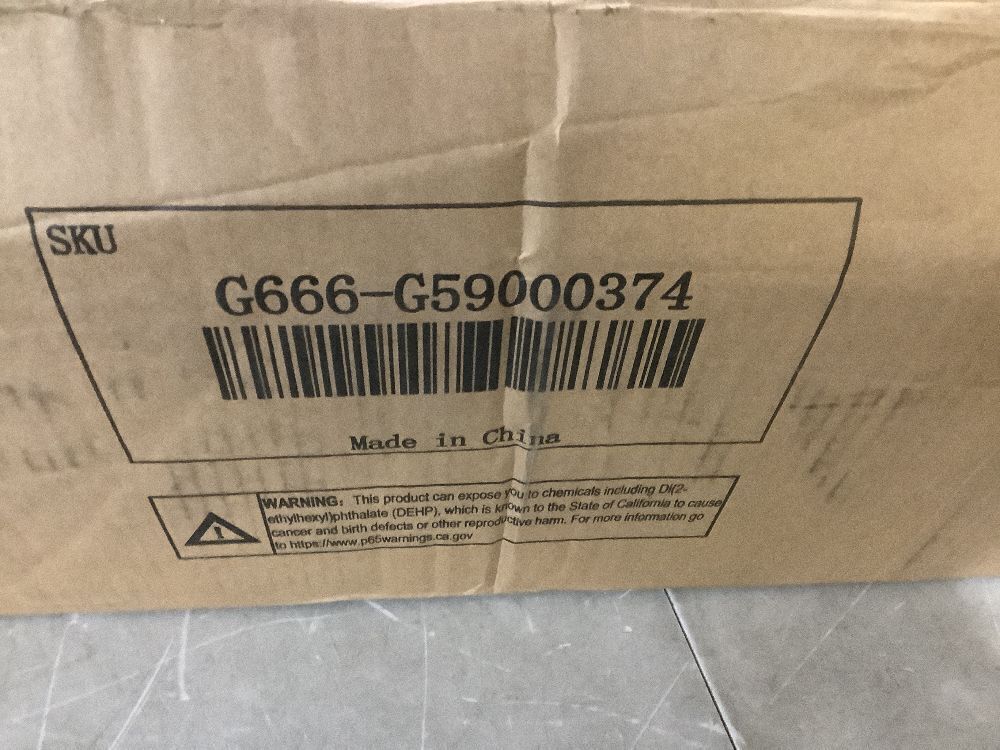 SKU
G666-G59000374
Made in China
WARNING: This product can expose you to chemicals including DI(2-
ethylhexyl)phthalate (DEHP), which is known to the State of California to cause
cancer and birth defects or other reproductive harm. For more information go
to https://www.p65warnings.ca.gov